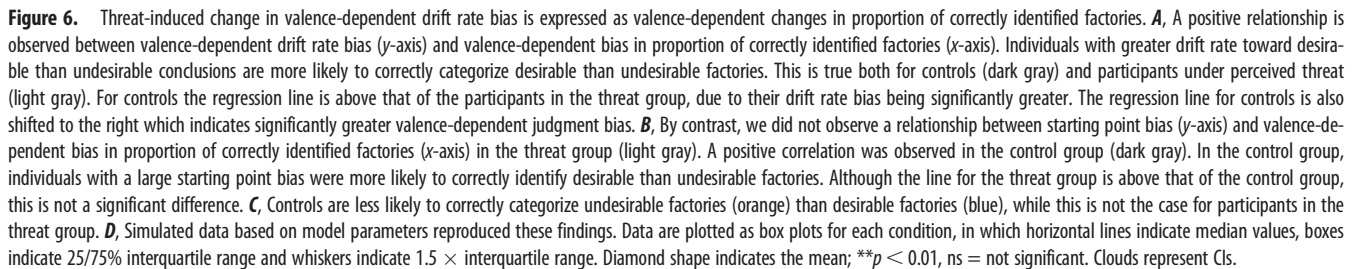 Figure 6. Threat-induced change in valence-dependent drift rate bias is expressed as valence-dependent changes in proportion of correctly identified factories. A, A positive relationship is
observed between valence-dependent drift rate bias (y-axis) and valence-dependent bias in proportion of correctly identified factories (x-axis). Individuals with greater drift rate toward desira-
ble than undesirable conclusions are more likely to correctly categorize desirable than undesirable factories. This is true both for controls (dark gray) and participants under perceived threat
(light gray). For controls the regression line is above that of the participants in the threat group, due to their drift rate bias being significantly greater. The regression line for controls is also
shifted to the right which indicates significantly greater valence-dependent judgment bias. B, By contrast, we did not observe a relationship between starting point bias (y-axis) and valence-de-
pendent bias in proportion of correctly identified factories (x-axis) in the threat group (light gray). A positive correlation was observed in the control group (dark gray). In the control group,
individuals with a large starting point bias were more likely to correctly identify desirable than undesirable factories. Although the line for the threat group is above that of the control group,
this is not a significant difference. C, Controls are less likely to correctly categorize undesirable factories (orange) than desirable factories (blue), while this is not the case for participants in the
threat group. D, Simulated data based on model parameters reproduced these findings. Data are plotted as box plots for each condition, in which horizontal lines indicate median values, boxes
indicate 25/75% interquartile range and whiskers indicate 1.5 × interquartile range. Diamond shape indicates the mean; **p < 0.01, ns = not significant. Clouds represent CIs.